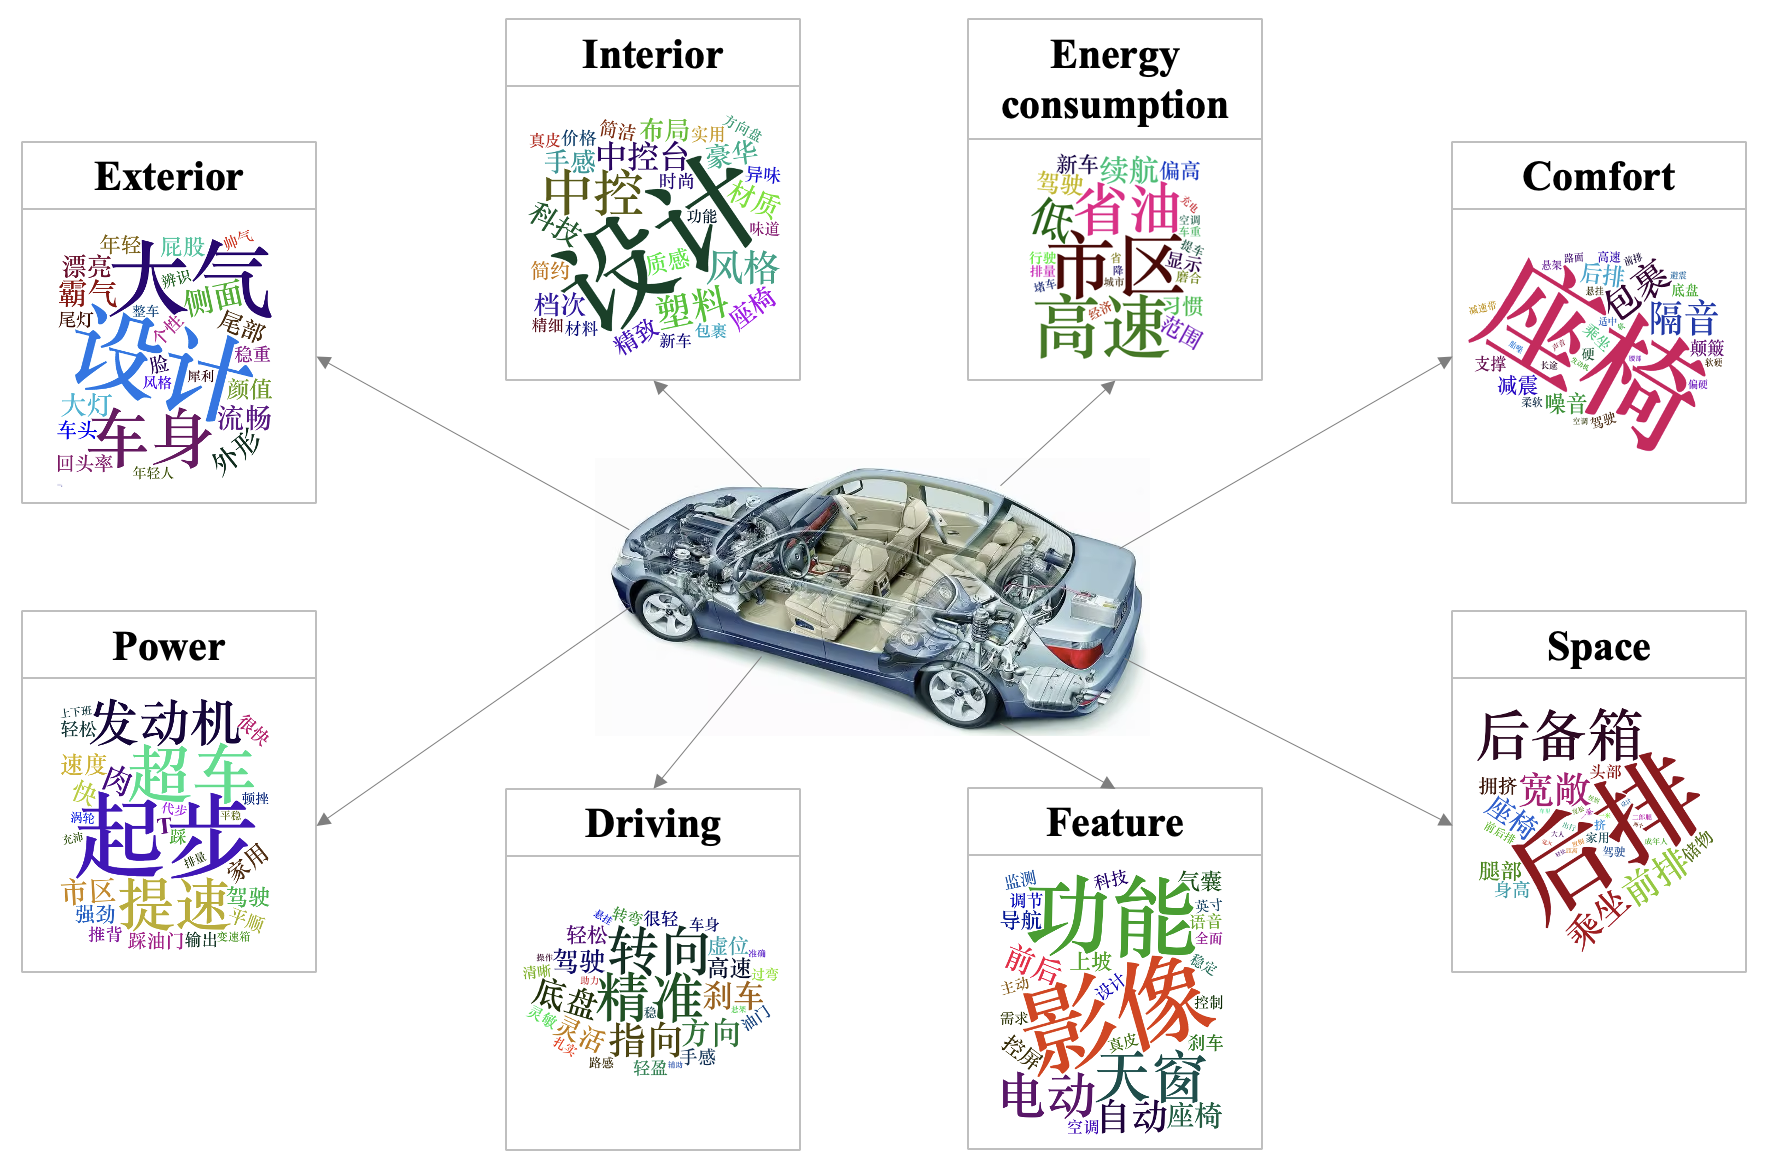 Interior
真皮
价格
简洁
布局
实用
方向盘
手感
中控台
豪华
中控
时尚
异味
设计
材质
科技
功能
味道
质感
简约
风格
档次
塑料
座椅
精细
材料
精致
新车
包裹
Energy
consumption
新车
续航
偏高
驾驶
省油
充电
低
空调
车重
市区
提车
行驶
省
显示
排量
降
磨合
堵车
城市
高速
经济
习惯
范围
Exterior
年轻
屁股
帅气
漂亮
大气
辨识
霸气
侧面
尾灯
整车
个性
尾部
设计
脸
稳重
风格
犀利
颜值
大灯
车身
流畅
车头
外形
回头率
年轻人
Comfort
悬架
路面
高速
前排
后排
包裹
避震
悬挂
底盘
减速带
座椅
适中
隔音
乘坐
声音
颠簸
支撑
胎噪
硬
腰部
软硬
长途
发动机
减震
偏硬
柔软
噪音
空调
驾驶
Power
上下班
发动机
轻松
很快
速度
超车
肉
快
起步
代步
顿挫
涡轮
T
平稳
充沛
踩
排量
家用
市区
提速
驾驶
强劲
平顺
推背
踩油门
输出
变速箱
Driving
悬挂
转弯
很轻
车身
轻松
转向
虚位
准确
操作
驾驶
高速
清晰
助力
过弯
底盘
精准
刹车
灵敏
稳
油门
灵活
指向
方向
扎实
手感
路感
轻盈
辅助
Feature
监测
功能
科技
气囊
调节
英寸
导航
语音
全面
前后
上坡
稳定
主动
影像
设计
控制
需求
控屏
真皮
刹车
天窗
电动
自动
座椅
空调
Space
后备箱
后排
拥挤
宽敞
头部
座椅
二郎腿
前后排
挤
出行
大人
家用
成年人
储物
驾驶
腿部
前排
身高
乘坐